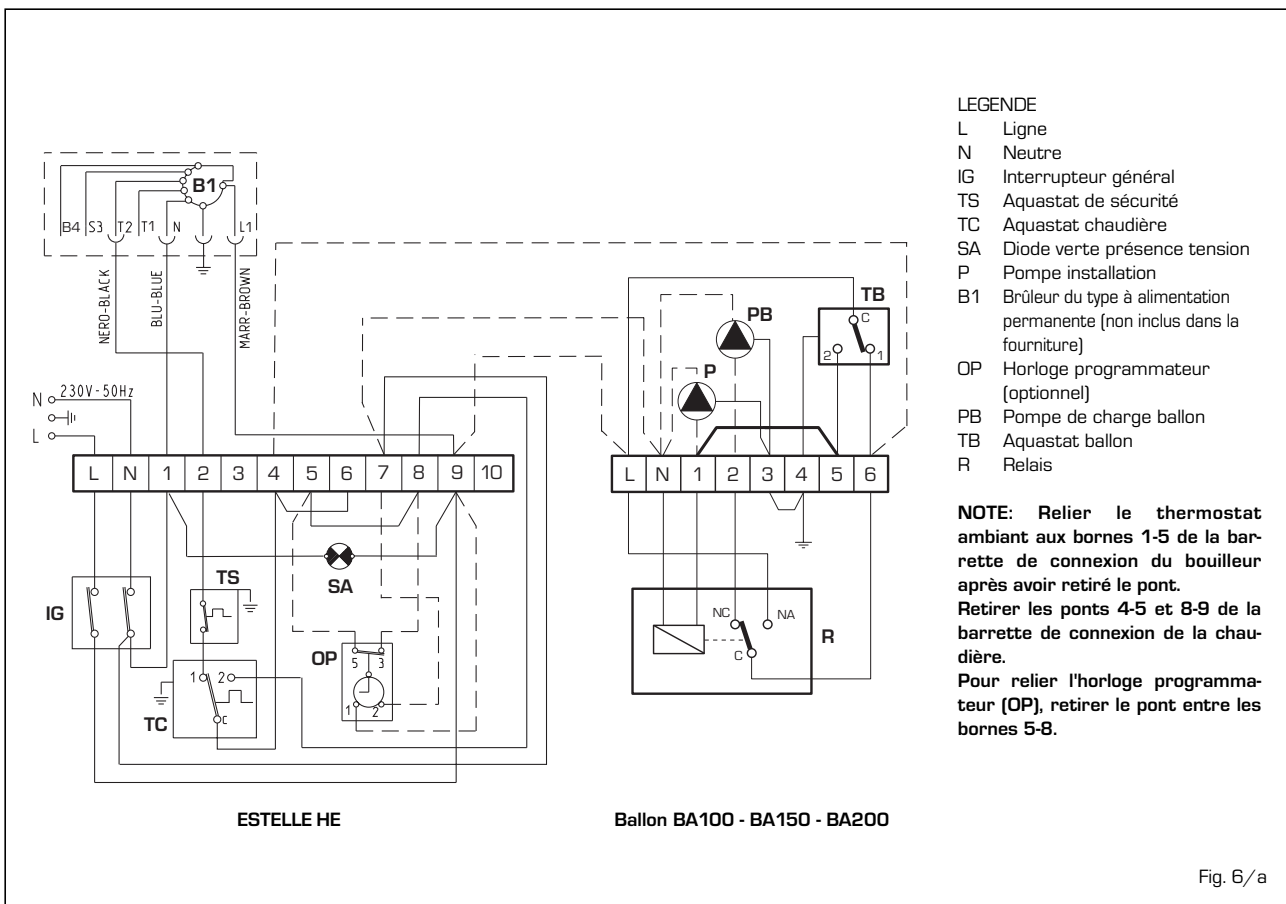 LEGENDE
L Ligne
N Neutre
IG Interrupteur général
TS Aquastat de sécurité
TC Aquastat chaudière
SA Diode verte présence tension
P Pompe installation
B1 Brûleur du type à alimentation
permanente (non inclus dans la
fourniture)
OP Horloge programmateur
(optionnel)
PB Pompe de charge ballon
TB Aquastat ballon
R Relais
NOTE: Relier le thermostat
ambiant aux bornes 1-5 de la bar-
rette de connexion du bouilleur
après avoir retiré le pont.
Retirer les ponts 4-5 et 8-9 de la
barrette de connexion de la chau-
dière.
Pour relier l'horloge programma-
teur (OP), retirer le pont entre les
bornes 5-8.
B1
B4 S3 T2 T1 N L1
NERO-BLACK
BLU-BLUE
MARR-BROWN
N 230V-50Hz
L
L N 1 2 3 4 5 6 7 8 9 10
IG
TS
SA
TC
1 2
C
OP
5 3
1 2
ESTELLE HE
PB
P
TB
C
2 1
L N 1 2 3 4 5 6
NC NA
C
R
Ballon BA100 - BA150 - BA200
Fig. 6/a